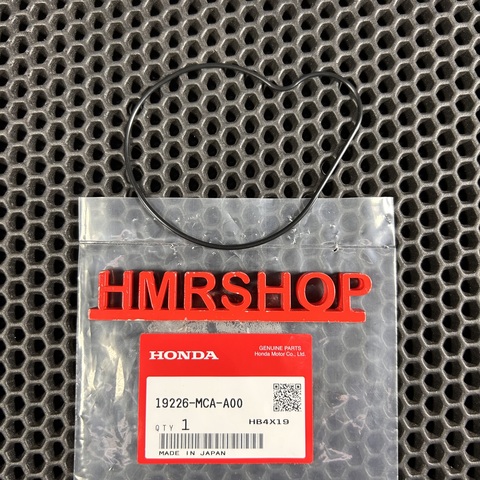 HMRSHOP
HONDA
GENUINE PARTS
Honda Motor Co., Ltd.
19226-MCA-A00
QTY 1
HB4X19
MADE IN JAPAN